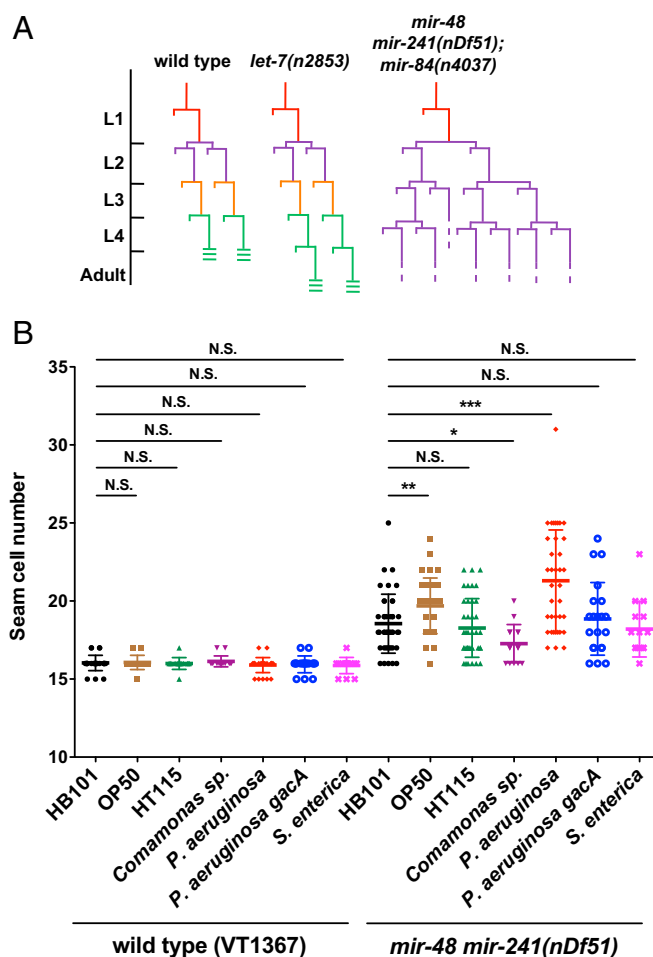 A
wild type
let-7(n2853)
mir-48
mir-241(nDf51);
mir-84(n4037)
L1
L2
L3
L4
Adult
B
Seam cell number
35
30
25
20
15
10
N.S.
N.S.
N.S.
N.S.
N.S.
N.S.
N.S.
N.S.
***
*
N.S.
**
HB101
OP50
HT115
Comamonas sp.
P. aeruginosa
P. aeruginosa gacA
S. enterica
HB101
OP50
HT115
Comamonas sp.
P. aeruginosa
P. aeruginosa gacA
S. enterica
wild type (VT1367)
mir-48 mir-241(nDf51)